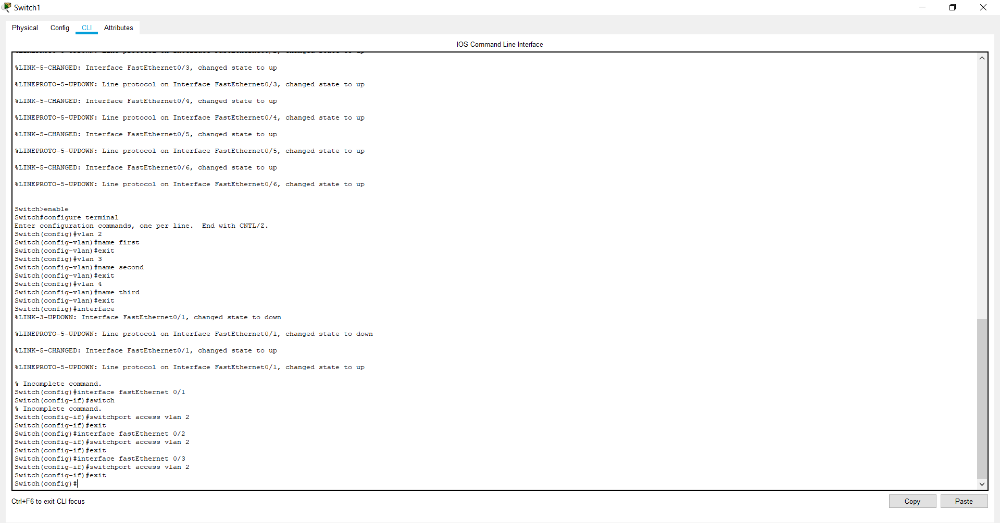 Switch1
Physical Config CLI Attributes
IOS Command Line Interface
%LINK-5-CHANGED: Interface FastEthernet0/3, changed state to up
%LINEPROTO-5-UPDOWN: Line protocol on Interface FastEthernet0/3, changed state to up
%LINK-5-CHANGED: Interface FastEthernet0/4, changed state to up
%LINEPROTO-5-UPDOWN: Line protocol on Interface FastEthernet0/4, changed state to up
%LINK-5-CHANGED: Interface FastEthernet0/5, changed state to up
%LINEPROTO-5-UPDOWN: Line protocol on Interface FastEthernet0/5, changed state to up
%LINK-5-CHANGED: Interface FastEthernet0/6, changed state to up
%LINEPROTO-5-UPDOWN: Line protocol on Interface FastEthernet0/6, changed state to up
Switch>enable
Switch#configure terminal
Enter configuration commands, one per line.  End with CNTL/Z.
Switch(config)#vlan 2
Switch(config-vlan)#name first
Switch(config-vlan)#exit
Switch(config)#vlan 3
Switch(config-vlan)#name second
Switch(config-vlan)#exit
Switch(config)#vlan 4
Switch(config-vlan)#name third
Switch(config-vlan)#exit
Switch(config)#interface
%LINK-3-UPDOWN: Interface FastEthernet0/1, changed state to down
%LINEPROTO-5-UPDOWN: Line protocol on Interface FastEthernet0/1, changed state to down
%LINK-5-CHANGED: Interface FastEthernet0/1, changed state to up
%LINEPROTO-5-UPDOWN: Line protocol on Interface FastEthernet0/1, changed state to up
% Incomplete command.
Switch(config)#interface fastEthernet 0/1
Switch(config-if)#switch
% Incomplete command.
Switch(config-if)#switchport access vlan 2
Switch(config-if)#exit
Switch(config)#interface fastEthernet 0/2
Switch(config-if)#switchport access vlan 2
Switch(config-if)#exit
Switch(config)#interface fastEthernet 0/3
Switch(config-if)#switchport access vlan 2
Switch(config-if)#exit
Switch(config)#
Ctrl+F6 to exit CLI focus
Copy Paste